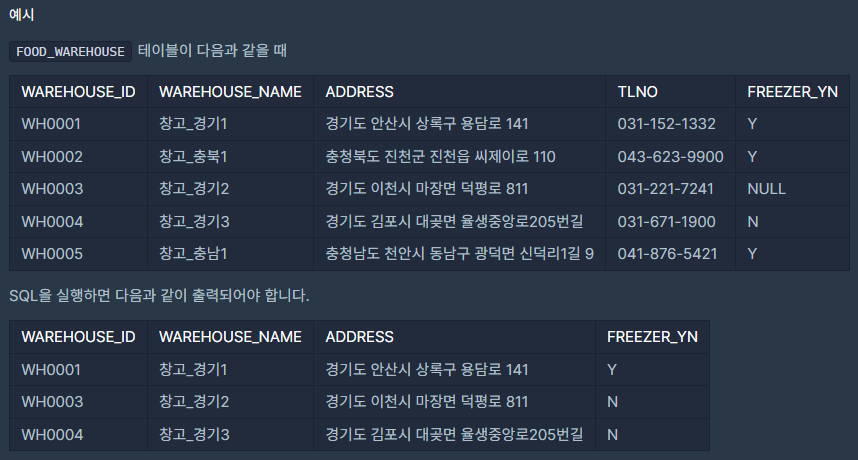 예시
FOOD_WAREHOUSE 테이블이 다음과 같을 때
WAREHOUSE_ID WAREHOUSE_NAME ADDRESS TLNO FREEZER_YN
WH0001 창고_경기1 경기도 안산시 상록구 용담로 141 031-152-1332 Y
WH0002 창고_충북1 충청북도 진천군 진천읍 씨제이로 110 043-623-9900 Y
WH0003 창고_경기2 경기도 이천시 마장면 덕평로 811 031-221-7241 NULL
WH0004 창고_경기3 경기도 김포시 대곶면 율생중앙로205번길 031-671-1900 N
WH0005 창고_충남1 충청남도 천안시 동남구 광덕면 신덕리1길 9 041-876-5421 Y
SQL을 실행하면 다음과 같이 출력되어야 합니다.
WAREHOUSE_ID WAREHOUSE_NAME ADDRESS FREEZER_YN
WH0001 창고_경기1 경기도 안산시 상록구 용담로 141 Y
WH0003 창고_경기2 경기도 이천시 마장면 덕평로 811 N
WH0004 창고_경기3 경기도 김포시 대곶면 율생중앙로205번길 N